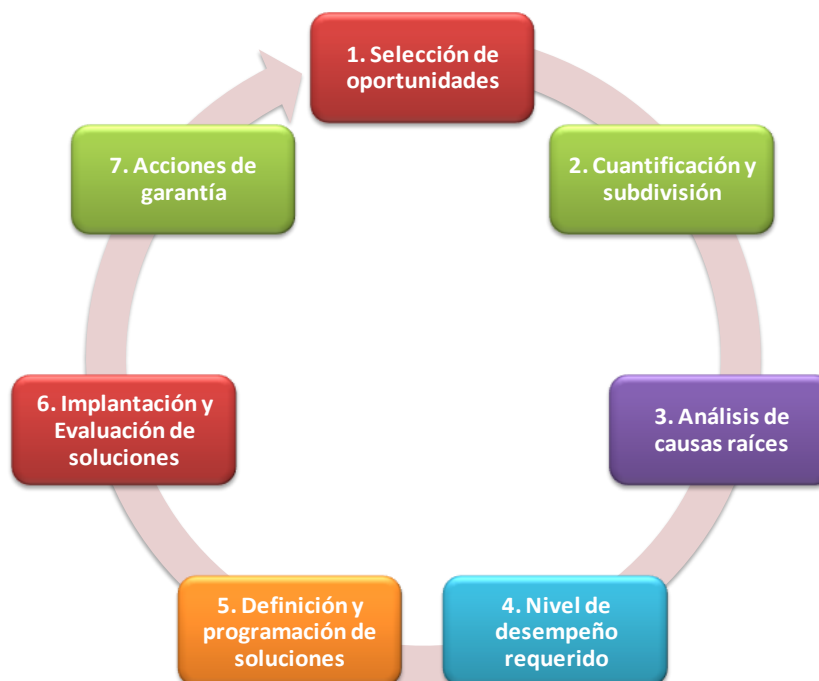 1. Selección de
oportunidades
2. Cuantificación y
subdivisión
3. Análisis de
causas raíces
4. Nivel de
desempeño
requerido
5. Definición y
programación de
soluciones
6. Implantación y
Evaluación de
soluciones
7. Acciones de
garantía